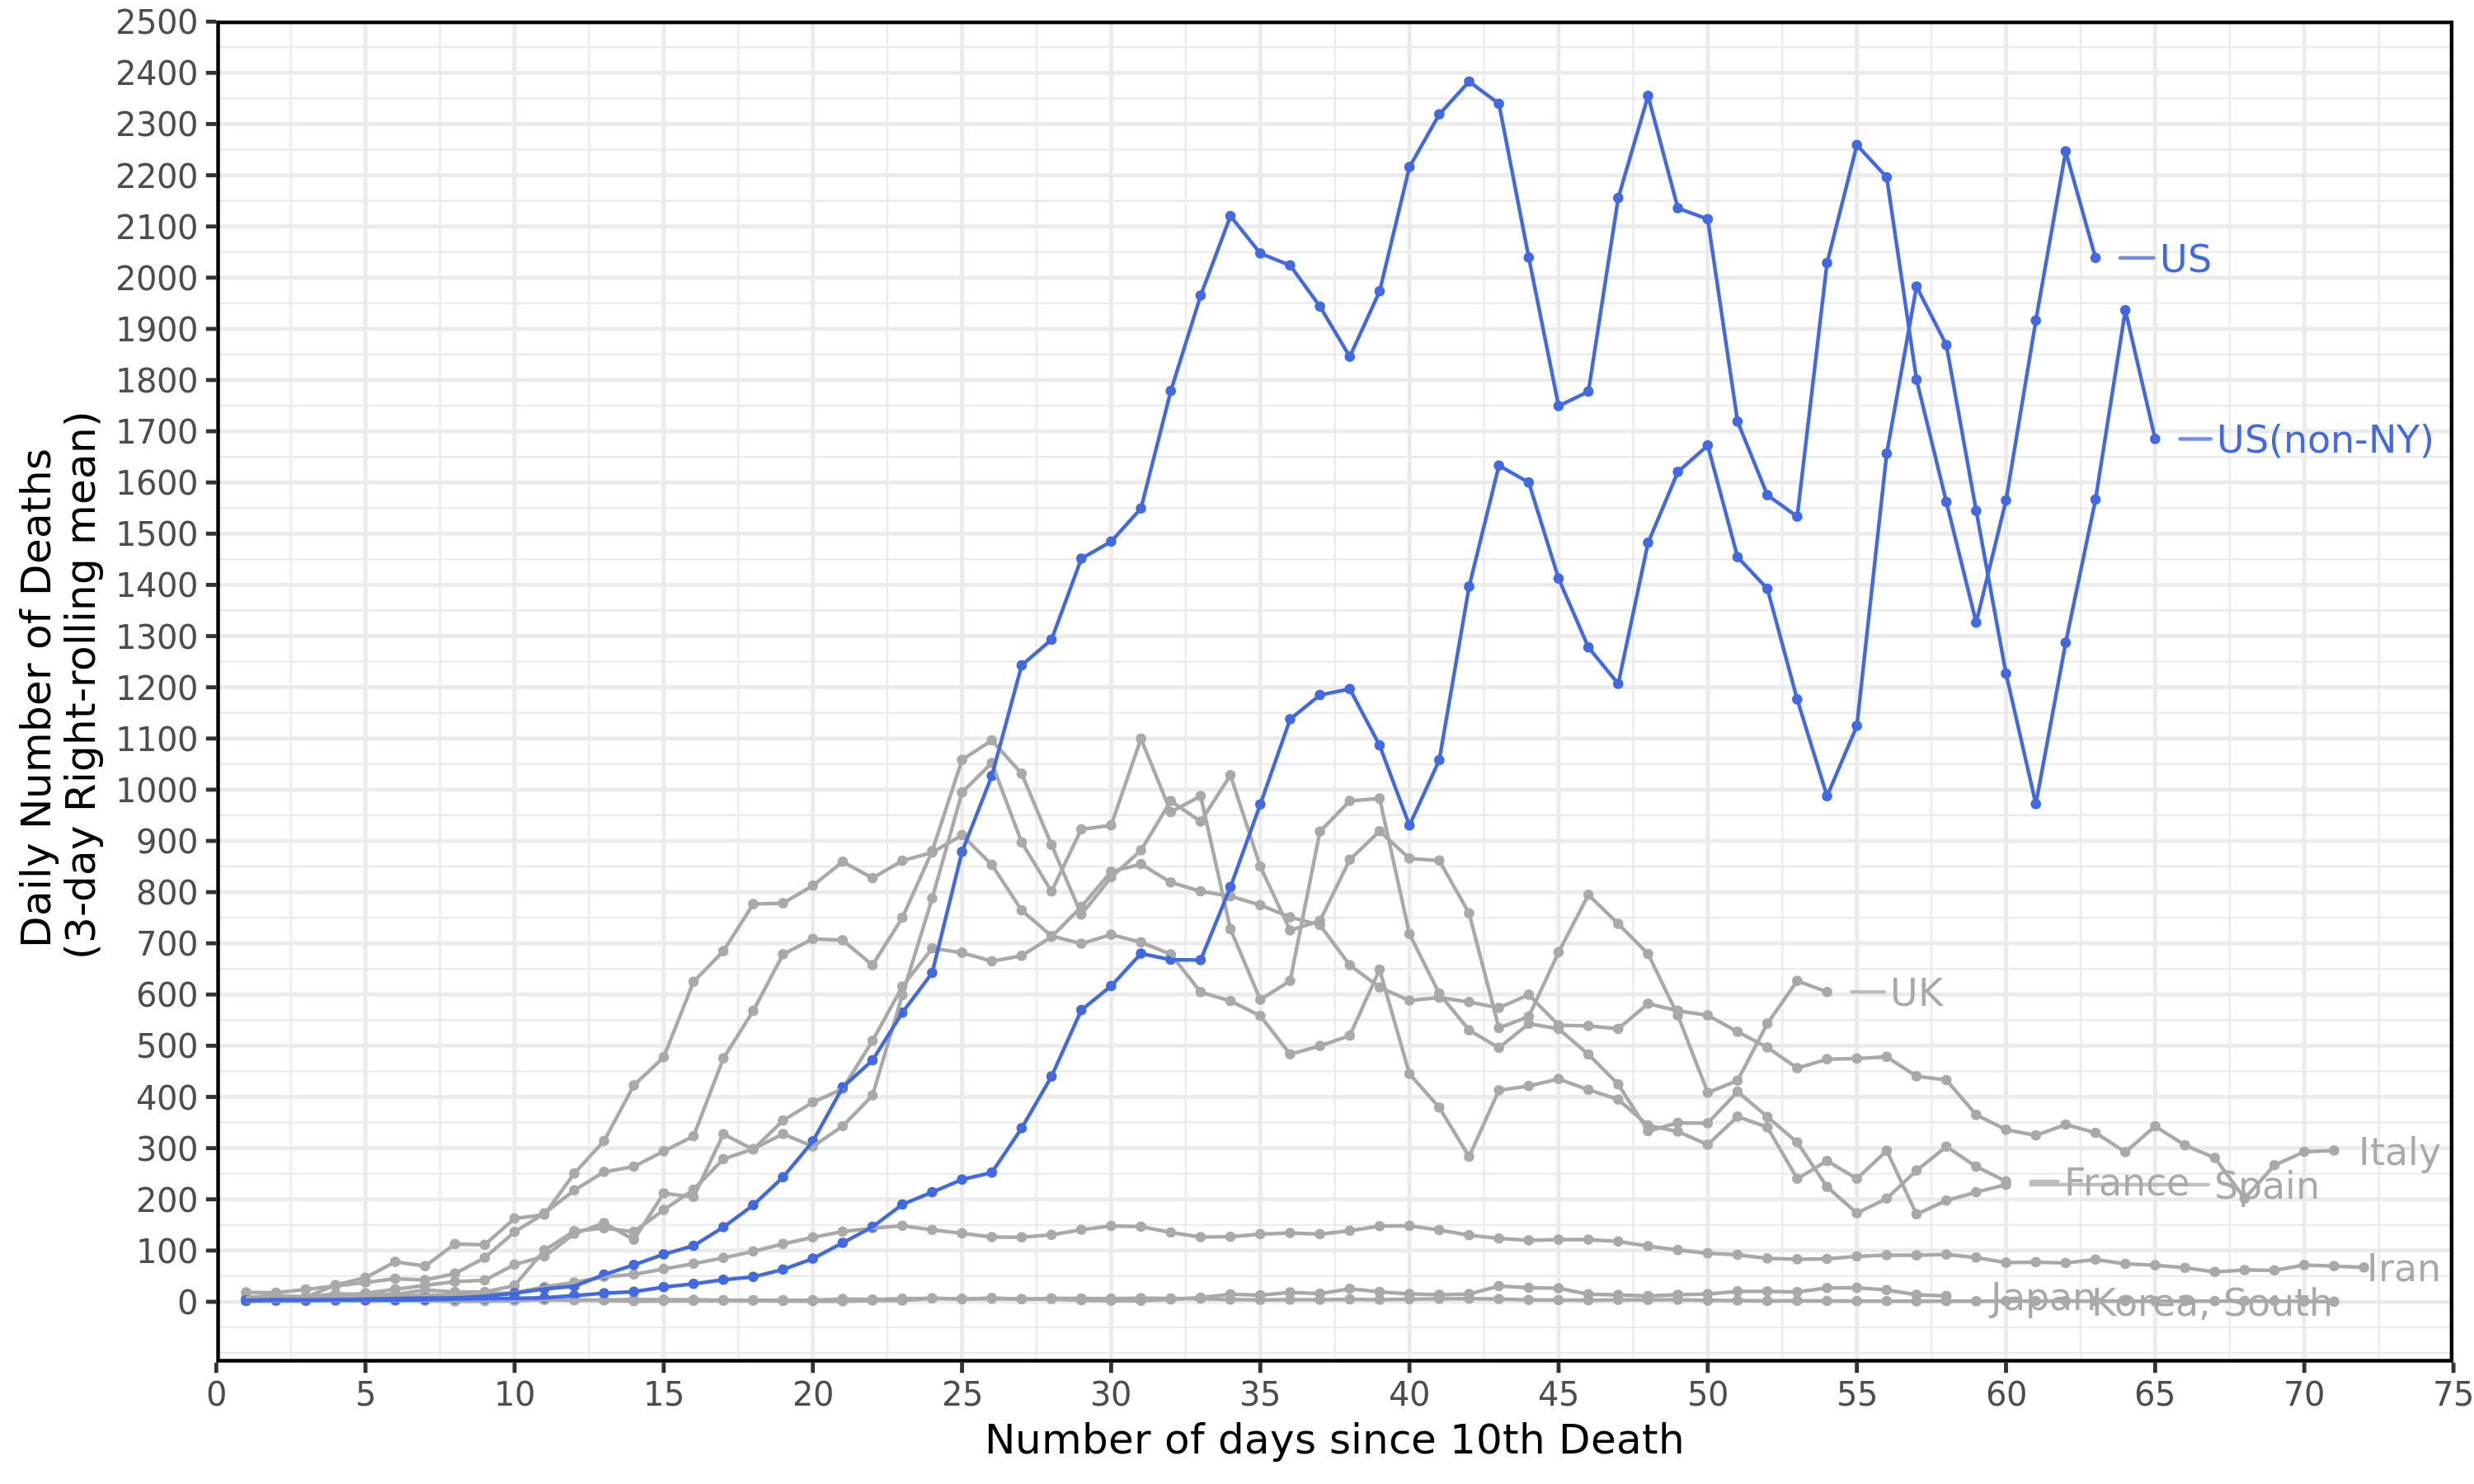 Daily Number of Deaths
(3-day Right-rolling mean)
2500
2400
2300
2200
2100
2000
1900
1800
1700
1600
1500
1400
1300
1200
1100
1000
900
800
700
600
500
400
300
200
100
0
US
US(non-NY)
UK
Italy
France
Spain
Iran
Japan
Korea, South
0 5 10 15 20 25 30 35 40 45 50 55 60 65 70 75
Number of days since 10th Death